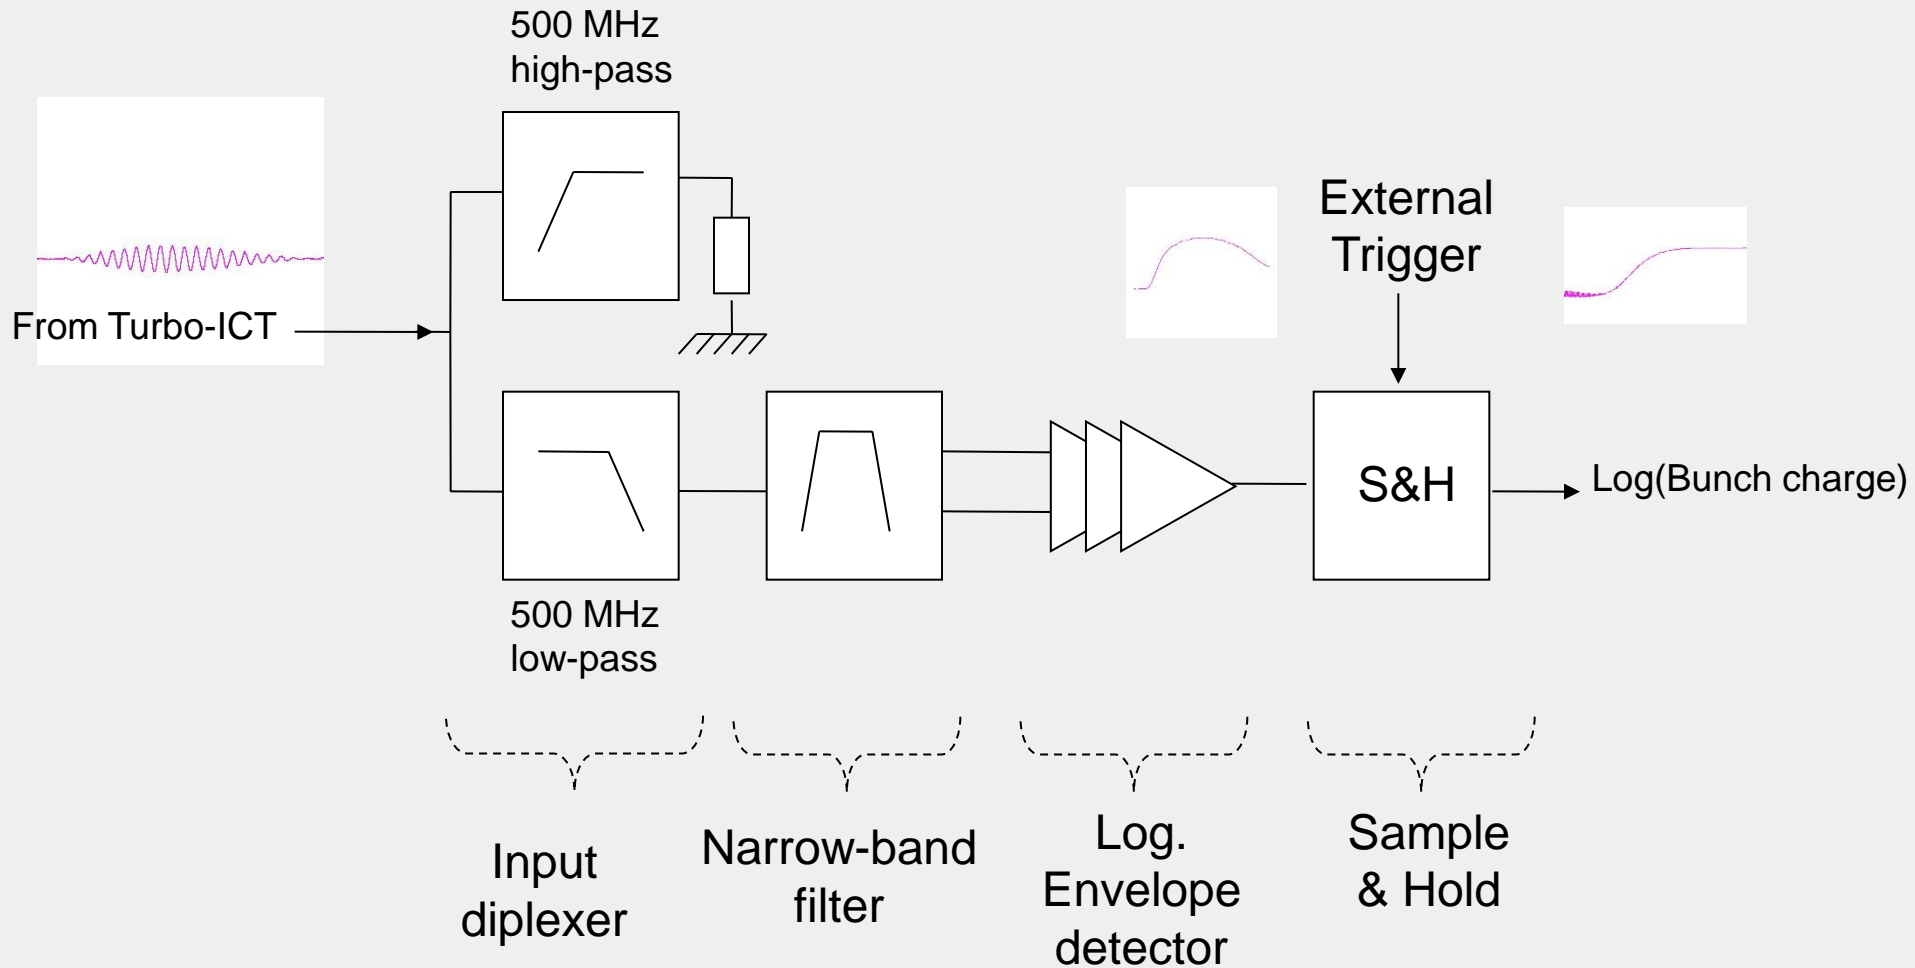 500 MHz
high-pass
From Turbo-ICT
External
Trigger
S&H
Log(Bunch charge)
500 MHz
low-pass
Input
diplexer
Narrow-band
filter
Log.
Envelope
detector
Sample
& Hold